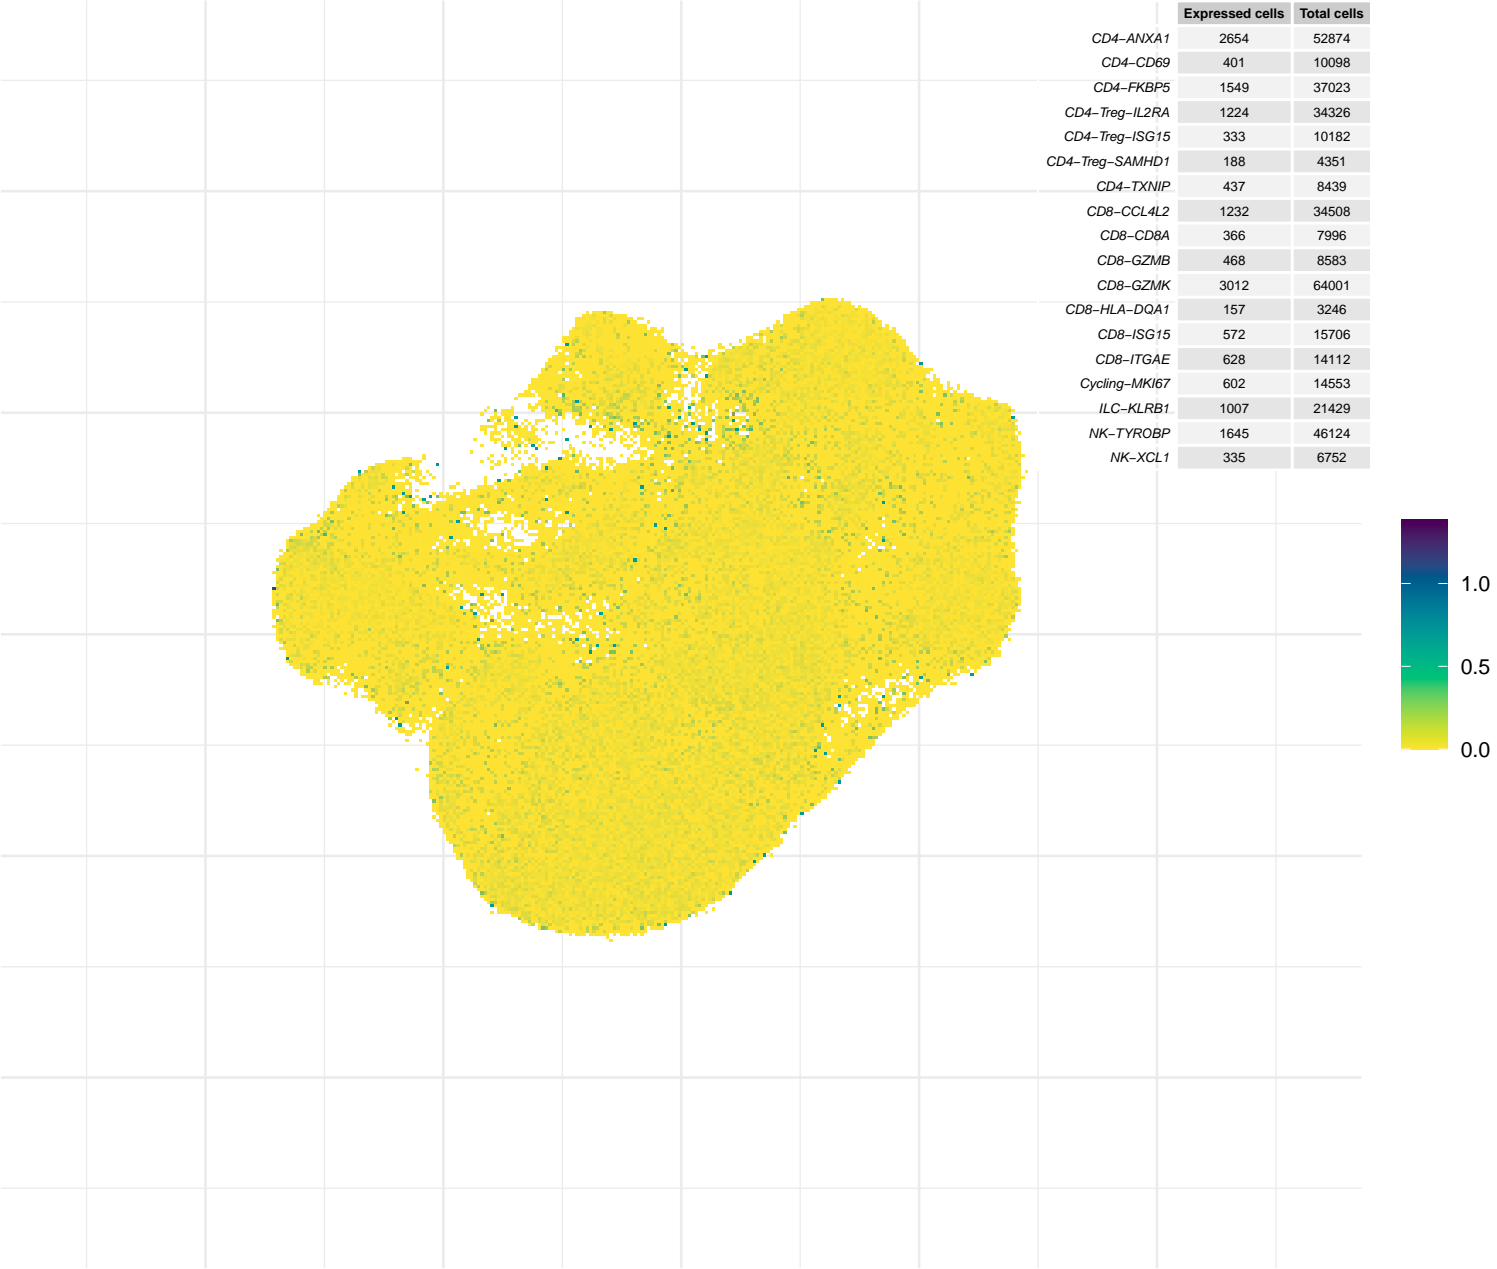 Expressed cells Total cells
CD4−ANXA1 2654 52874
CD4−CD69 401 10098
CD4−FKBP5 1549 37023
CD4−Treg−IL2RA 1224 34326
CD4−Treg−ISG15 333 10182
CD4−Treg−SAMHD1 188 4351
CD4−TXNIP 437 8439
CD8−CCL4L2 1232 34508
CD8−CD8A 366 7996
CD8−GZMB 468 8583
CD8−GZMK 3012 64001
CD8−HLA−DQA1 157 3246
CD8−ISG15 572 15706
CD8−ITGAE 628 14112
Cycling−MKI67 602 14553
ILC−KLRB1 1007 21429
NK−TYROBP 1645 46124
NK−XCL1 335 6752
1.0
0.5
0.0